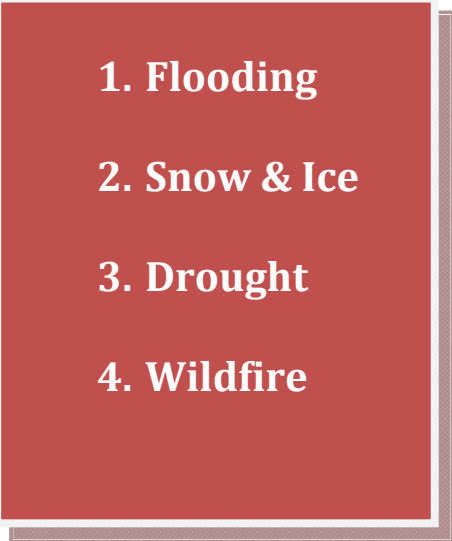 1. Flooding
2. Snow & Ice
3. Drought
4. Wildfire